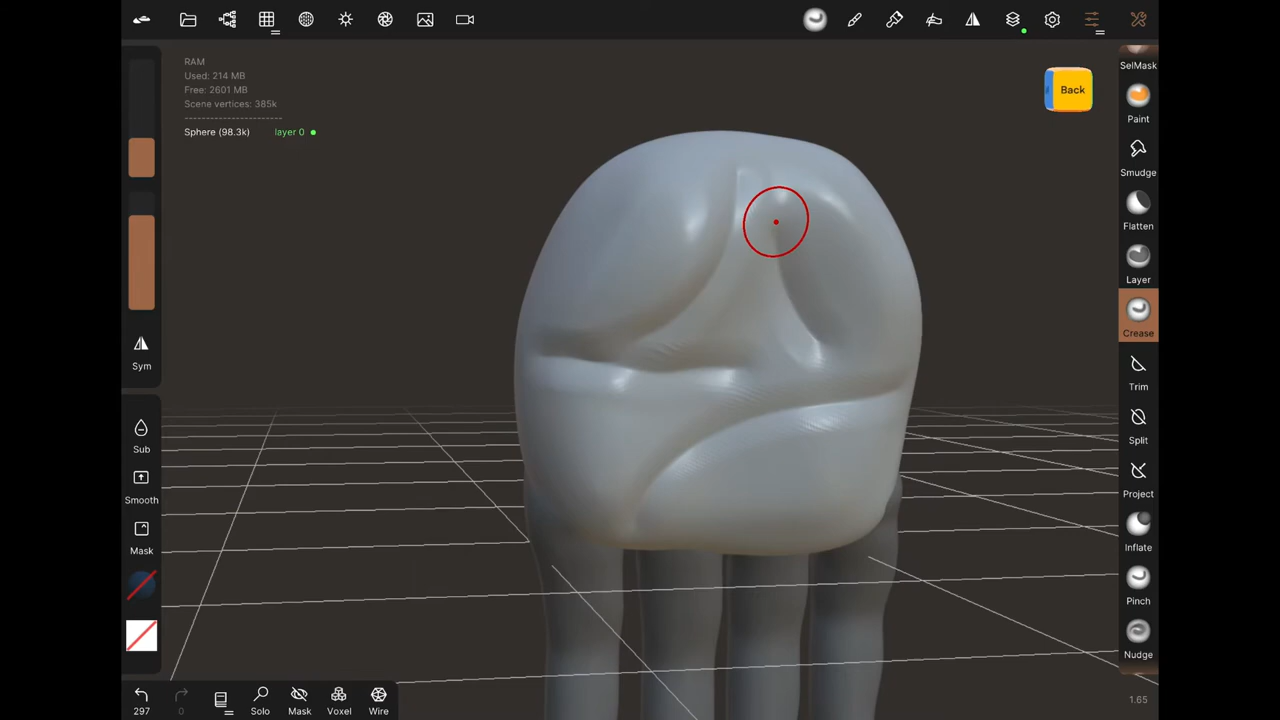 RAM
Used: 214 MB
Free: 2601 MB
Scene vertices: 385k
-----------------------
Sphere (98.3k) layer 0
Back
Sym
Sub
Smooth
Mask
SelMask
Paint
Smudge
Flatten
Layer
Crease
Trim
Split
Project
Inflate
Pinch
Nudge
297
0
Solo
Mask
Voxel
Wire
1.65